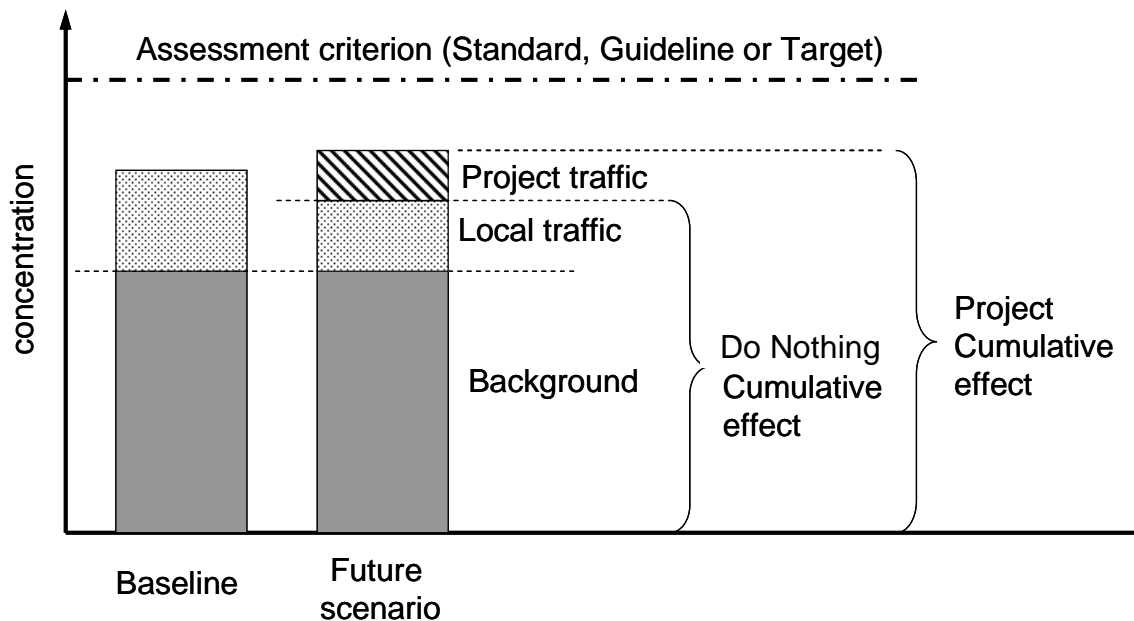 Assessment criterion (Standard, Guideline or Target)
concentration
Project traffic
Local traffic
Background
Do Nothing
Cumulative
effect
Project
Cumulative
effect
Baseline
Future
scenario